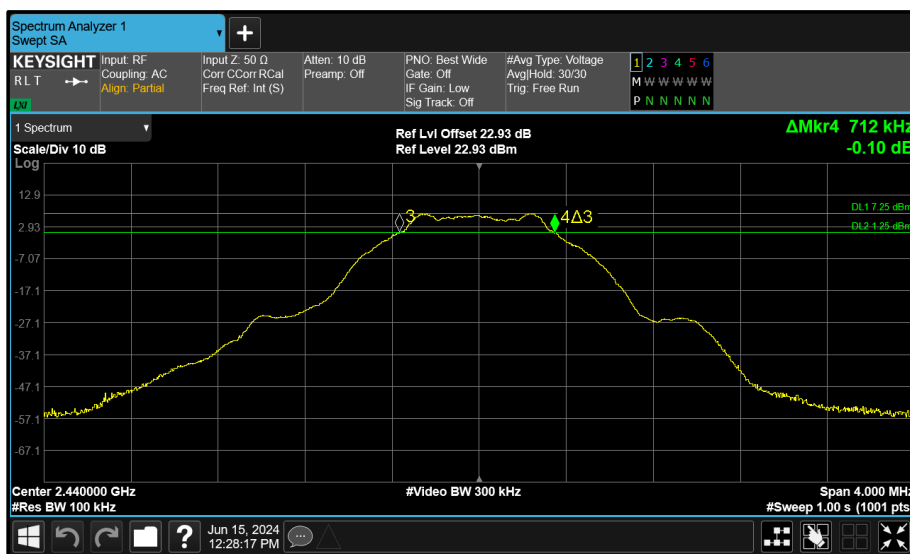 Spectrum Analyzer 1
Swept SA
KEYSIGHT
RLT
LXI
Input: RF
Coupling: AC
Align: Partial
Input Z: 50 Ω
Corr CCorr RCal
Freq Ref: Int (S)
Atten: 10 dB
Preamp: Off
PNO: Best Wide
Gate: Off
IF Gain: Low
Sig Track: Off
#Avg Type: Voltage
Avg|Hold: 30/30
Trig: Free Run
1 2 3 4 5 6
M W W W W W
P N N N N N
1 Spectrum
Scale/Div 10 dB
Log
Ref Lvl Offset 22.93 dB
Ref Level 22.93 dBm
ΔMkr4 712 kHz
-0.10 dB
12.9
2.93
-7.07
-17.1
-27.1
-37.1
-47.1
-57.1
-67.1
3
4Δ3
DL1 7.25 dBm
DL2 1.25 dBm
Center 2.440000 GHz
#Res BW 100 kHz
#Video BW 300 kHz
Span 4.000 MHz
#Sweep 1.00 s (1001 pts
?
Jun 15, 2024
12:28:17 PM